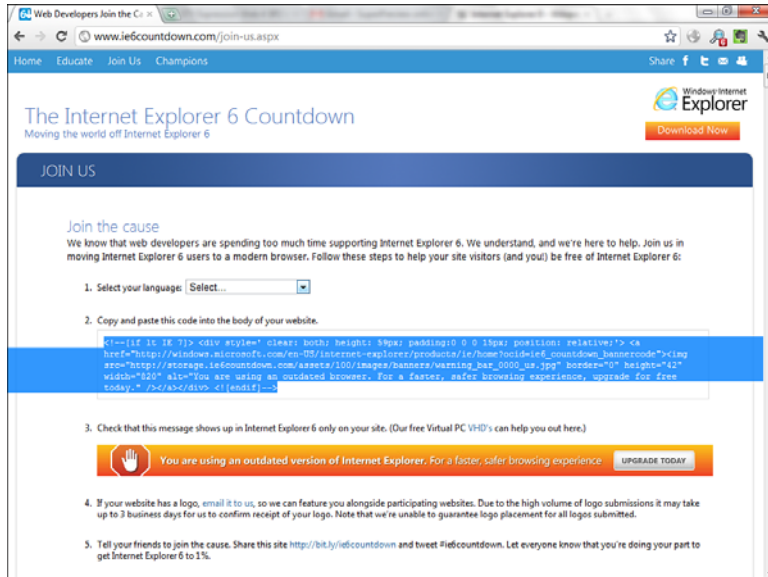 Web Developers Join the Ca
www.ie6countdown.com/join-us.aspx
Home Educate Join Us Champions Share
The Internet Explorer 6 Countdown
Moving the world off Internet Explorer 6
Windows Internet
Explorer
Download Now
JOIN US
Join the cause
We know that web developers are spending too much time supporting Internet Explorer 6. We understand, and we're here to help. Join us in
moving Internet Explorer 6 users to a modern browser. Follow these steps to help your site visitors (and you!) be free of Internet Explorer 6:
1. Select your language: Select...
2. Copy and paste this code into the body of your website.
<!--[if lt IE 7]> <div style=' clear: both; height: 59px; padding:0 0 0 15px; position: relative;'> <a
href="http://windows.microsoft.com/en-US/internet-explorer/products/ie/home?ocid=ie6_countdown_bannercode"><img
src="http://storage.ie6countdown.com/assets/100/images/banners/warning_bar_0000_us.jpg" border="0" height="42"
width="820" alt="You are using an outdated browser. For a faster, safer browsing experience, upgrade for free
today." /></a></div> <![endif]-->
3. Check that this message shows up in Internet Explorer 6 only on your site. (Our free Virtual PC VHD's can help you out here.)
You are using an outdated version of Internet Explorer. For a faster, safer browsing experience UPGRADE TODAY
4. If your website has a logo, email it to us, so we can feature you alongside participating websites. Due to the high volume of logo submissions it may take
up to 3 business days for us to confirm receipt of your logo. Note that we're unable to guarantee logo placement for all logos submitted.
5. Tell your friends to join the cause. Share this site http://bit.ly/ie6countdown and tweet #ie6countdown. Let everyone know that you're doing your part to
get Internet Explorer 6 to 1%.